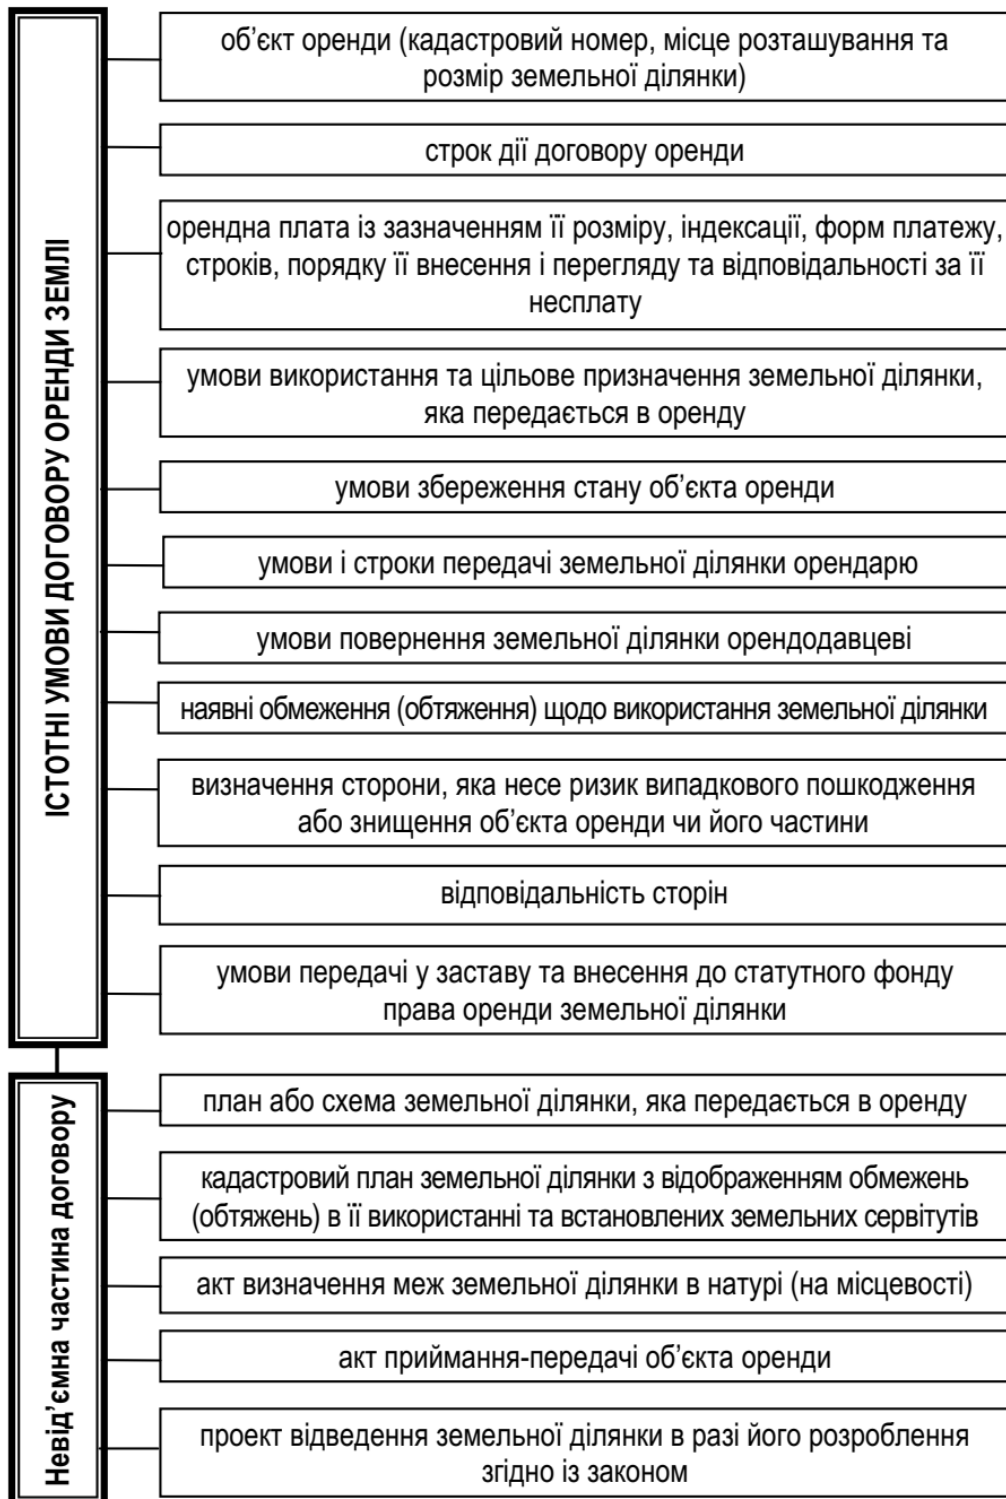 ІСТОТНІ УМОВИ ДОГОВОРУ ОРЕНДИ ЗЕМЛІ
об’єкт оренди (кадастровий номер, місце розташування та
розмір земельної ділянки)
строк дії договору оренди
орендна плата із зазначенням її розміру, індексації, форм платежу,
строків, порядку її внесення і перегляду та відповідальності за її
несплату
умови використання та цільове призначення земельної ділянки,
яка передається в оренду
умови збереження стану об’єкта оренди
умови і строки передачі земельної ділянки орендарю
умови повернення земельної ділянки орендодавцеві
наявні обмеження (обтяження) щодо використання земельної ділянки
визначення сторони, яка несе ризик випадкового пошкодження
або знищення об’єкта оренди чи його частини
відповідальність сторін
умови передачі у заставу та внесення до статутного фонду
права оренди земельної ділянки
Невід’ємна частина договору
план або схема земельної ділянки, яка передається в оренду
кадастровий план земельної ділянки з відображенням обмежень
(обтяжень) в її використанні та встановлених земельних сервітутів
акт визначення меж земельної ділянки в натурі (на місцевості)
акт приймання-передачі об’єкта оренди
проект відведення земельної ділянки в разі його розроблення
згідно із законом